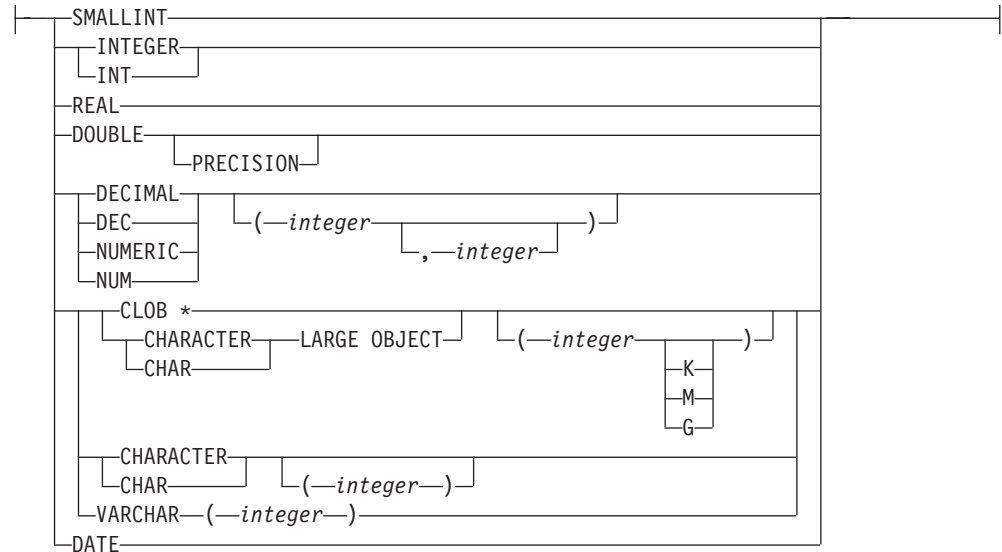 SMALLINT
INTEGER
INT
REAL
DOUBLE
PRECISION
DECIMAL
DEC ( integer )
NUMERIC , integer
NUM
CLOB *
CHARACTER LARGE OBJECT ( integer )
CHAR K
M
G
CHARACTER
CHAR ( integer )
VARCHAR ( integer )
DATE